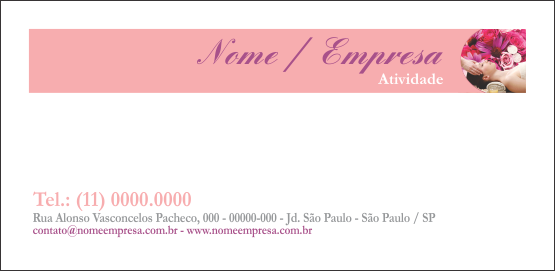 Nome / Empresa
Atividade
Tel.: (11) 0000.0000
Rua Alonso Vasconcelos Pacheco, 000 - 00000-000 - Jd. São Paulo - São Paulo / SP
contato@nomeempresa.com.br - www.nomeempresa.com.br